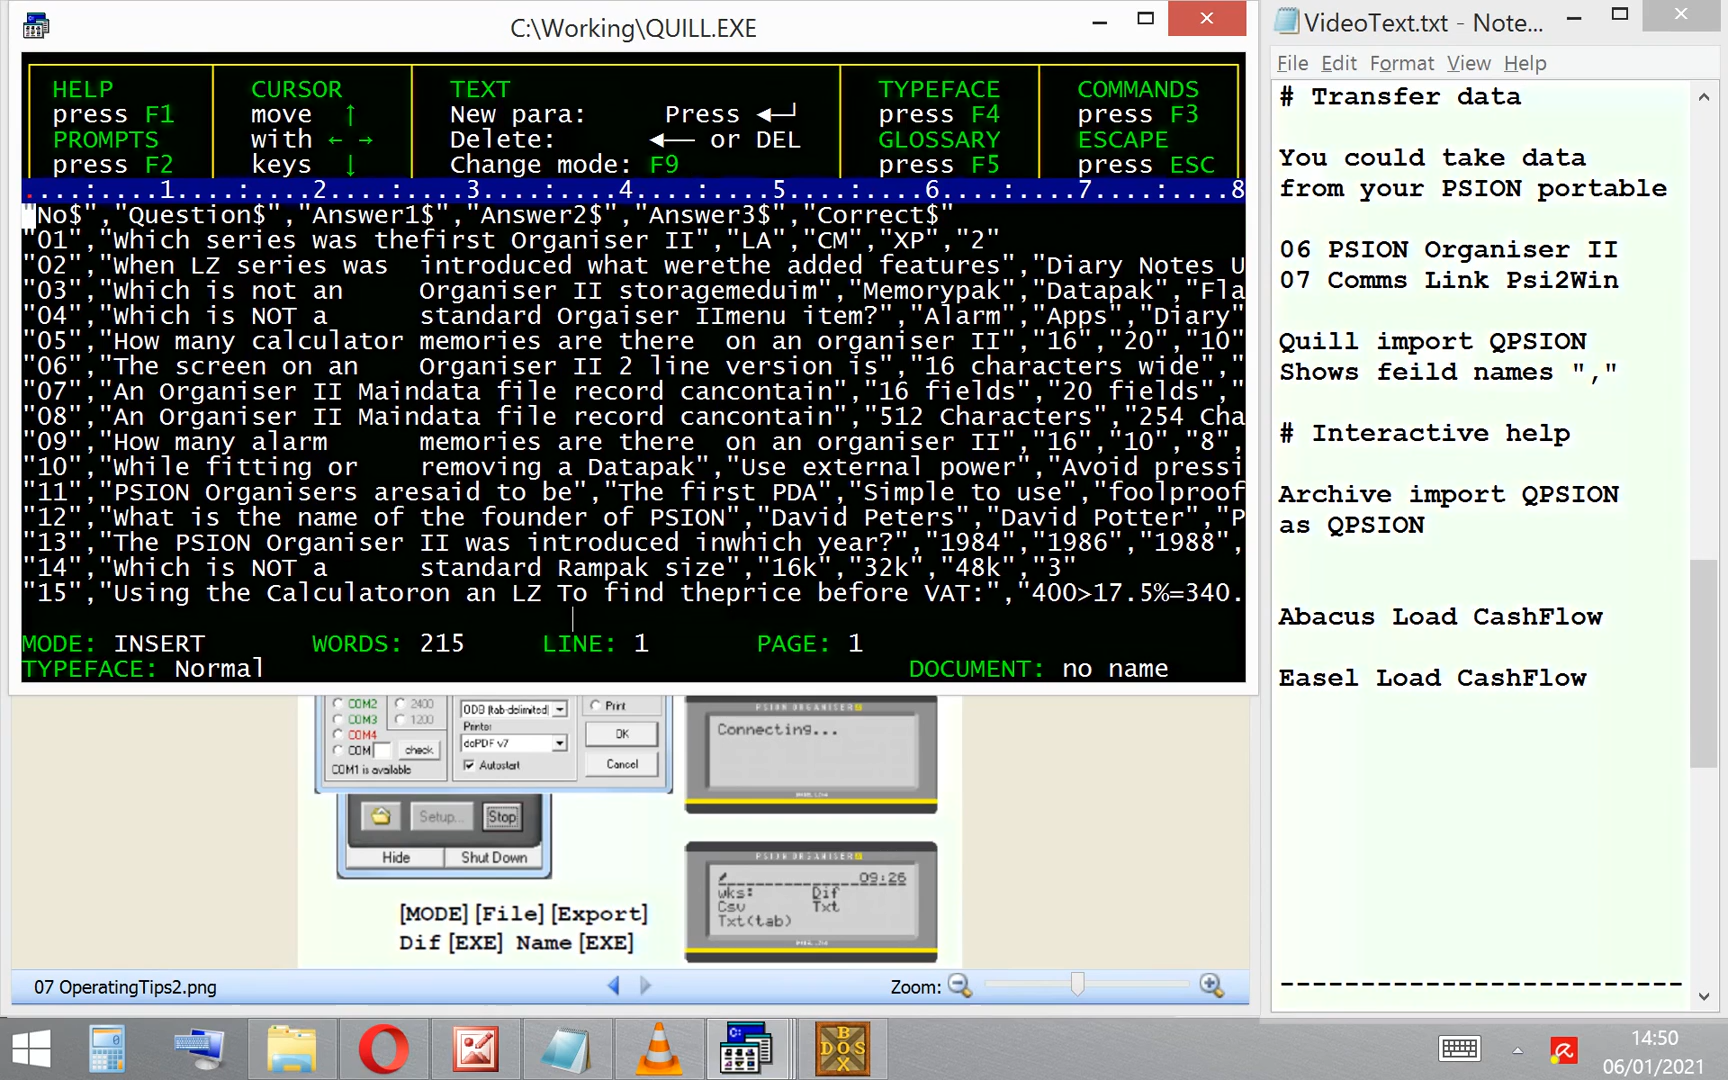 C:\Working\QUILL.EXE
HELP CURSOR TEXT TYPEFACE COMMANDS
press F1 move ↑ New para: Press ←┘ press F4 press F3
PROMPTS with ← → Delete: ← or DEL GLOSSARY ESCAPE
press F2 keys ↓ Change mode: F9 press F5 press ESC
....:....1....:....2....:....3....:....4....:....5....:....6....:....7....:....8
"No$","Question$","Answer1$","Answer2$","Answer3$","Correct$"
"01","Which series was thefirst Organiser II","LA","CM","XP","2"
"02","When LZ series was introduced what werethe added features","Diary Notes U
"03","Which is not an Organiser II storagemeduim","Memorypak","Datapak","Fla
"04","Which is NOT a standard Orgaiser IImenu item?","Alarm","Apps","Diary"
"05","How many calculator memories are there on an organiser II","16","20","10"
"06","The screen on an Organiser II 2 line version is","16 characters wide","
"07","An Organiser II Maindata file record cancontain","16 fields","20 fields","
"08","An Organiser II Maindata file record cancontain","512 Characters","254 Cha
"09","How many alarm memories are there on an organiser II","16","10","8",
"10","While fitting or removing a Datapak","Use external power","Avoid pressi
"11","PSION Organisers aresaid to be","The first PDA","Simple to use","foolproof
"12","What is the name of the founder of PSION","David Peters","David Potter","P
"13","The PSION Organiser II was introduced inwhich year?","1984","1986","1988",
"14","Which is NOT a standard Rampak size","16k","32k","48k","3"
"15","Using the Calculatoron an LZ To find theprice before VAT:","400>17.5%=340.
MODE: INSERT WORDS: 215 LINE: 1 PAGE: 1
TYPEFACE: Normal DOCUMENT: no name
COM2 2400
COM3 1200
COM4
COM check
COM1 is available
ODB (tab-delimited)
Printer:
doPDF v7
Autostart
Print
OK
Cancel
Setup... Stop
Hide Shut Down
[MODE] [File] [Export]
Dif [EXE] Name [EXE]
PSION ORGANISER
Connecting...
PSION ORGANISER
09:26
wks: Dif
Csv Txt
Txt(tab)
07 OperatingTips2.png
Zoom:
VideoText.txt - Note...
File Edit Format View Help
# Transfer data
You could take data
from your PSION portable
06 PSION Organiser II
07 Comms Link Psi2Win
Quill import QPSION
Shows feild names ","
# Interactive help
Archive import QPSION
as QPSION
Abacus Load CashFlow
Easel Load CashFlow
--------------------------
C:\
BOX
DOS
14:50
06/01/2021